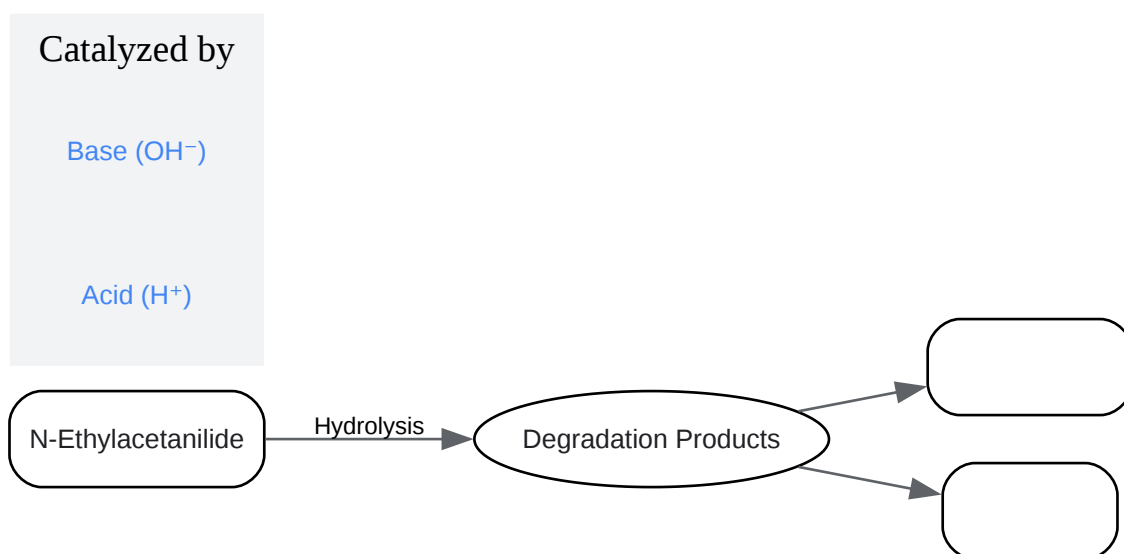 Catalyzed by
Base (OH⁻)
Acid (H⁺)
N-Ethylacetanilide
Hydrolysis
Degradation Products